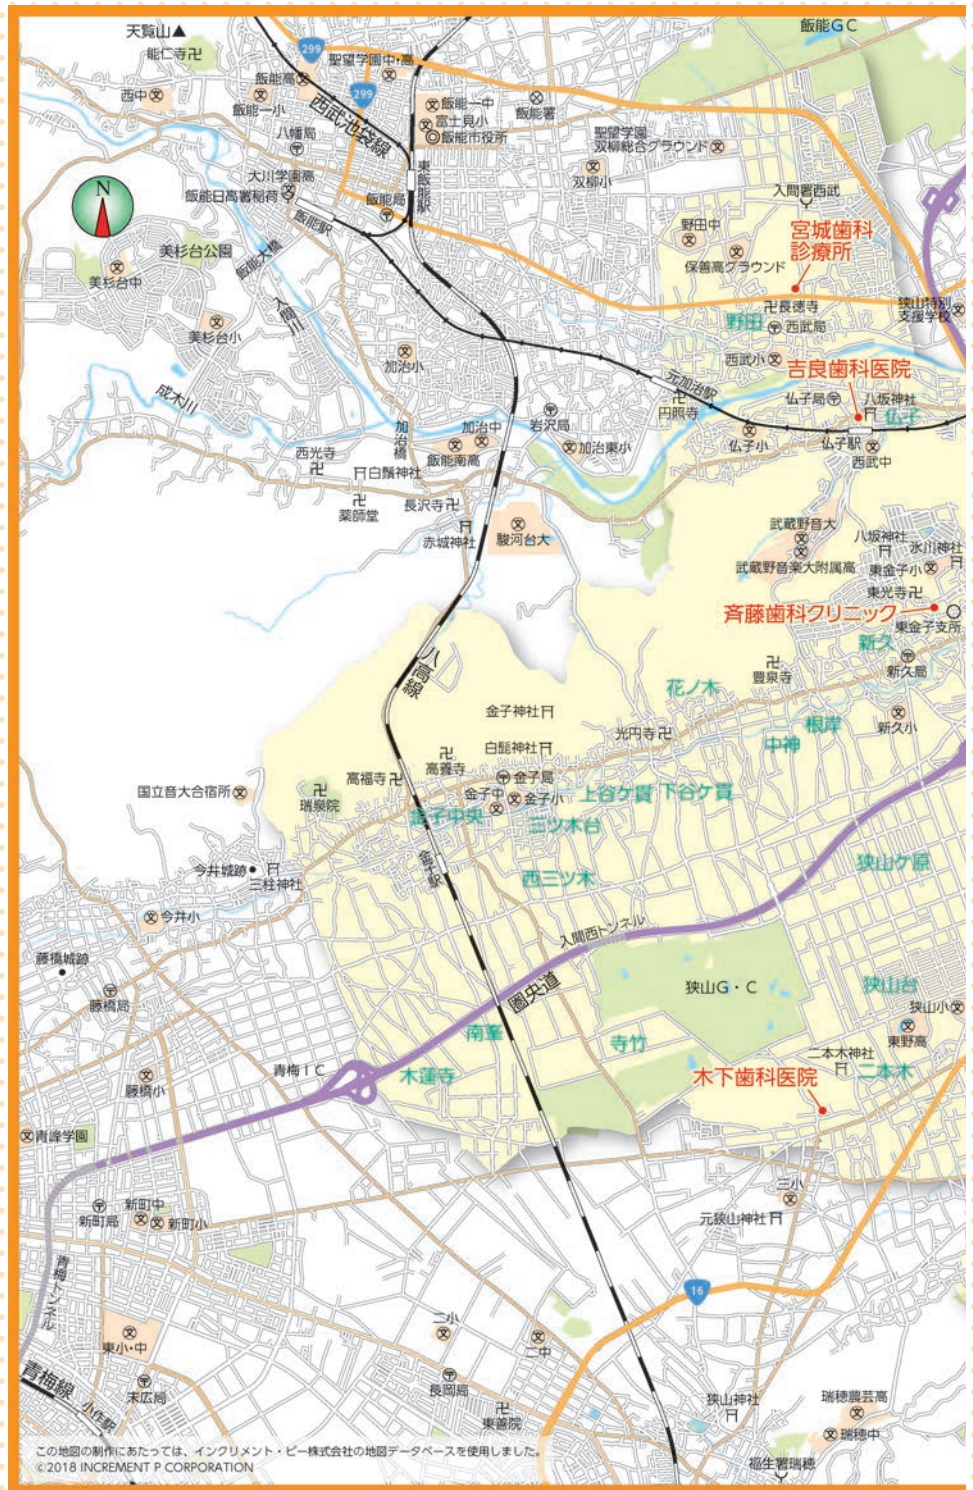 天覧山▲
能仁寺卍
299
聖望学園中・高
飯能GC
飯能高
西中
飯能一小
299
西武池袋線
飯能一中
富士見小
飯能市役所
飯能署
八幡局
聖望学園
双柳総合グラウンド
N
大川学園高
飯能日高署稲荷
飯能局
東飯能駅
双柳小
飯能駅
入間署西武
野田中
宮城歯科
診療所
美杉台公園
美杉台中
飯能大橋
保善高グラウンド
入間川
卍長徳寺
狭山特別
支援学校
野田
西武局
美杉台小
加治小
西武小
吉良歯科医院
成木川
元加治駅
卍
円照寺
仏子局
八坂神社
仏子
岩沢局
加治橋
加治中
飯能南高
加治東小
仏子小
仏子駅
西武中
西光寺
卍
白鬚神社
卍
薬師堂
長沢寺卍
赤城神社
駿河台大
武蔵野音大
武蔵野音楽大附属高
八坂神社
氷川神社
東金子小
東光寺卍
斉藤歯科クリニック
東金子支所
新久
八高線
卍
豊泉寺
新久局
花ノ木
金子神社
光円寺卍
根岸
新久小
中神
卍
高養寺
白髭神社
国立音大合宿所
卍
瑞泉院
高福寺卍
金子局
金子中
金子小
上谷ケ貫
下谷ケ貫
金子中央
三ツ木台
金子駅
今井城跡
三柱神社
西三ツ木
狭山ケ原
今井小
入間西トンネル
藤橋城跡
圏央道
狭山G・C
狭山台
藤橋局
狭山小
東野高
南峯
寺竹
二本木神社
二本木
青梅IC
木蓮寺
木下歯科医院
藤橋小
青峰学園
三小
新町局
新町中
新町小
元狭山神社
青梅トンネル
16
東小・中
二小
二中
青梅線
末広局
長岡局
小作駅
卍
東善院
狭山神社
瑞穂農芸高
瑞穂中
福生署瑞穂
この地図の制作にあたっては、インクリメント・ピー株式会社の地図データベースを使用しました。
©2018 INCREMENT P CORPORATION